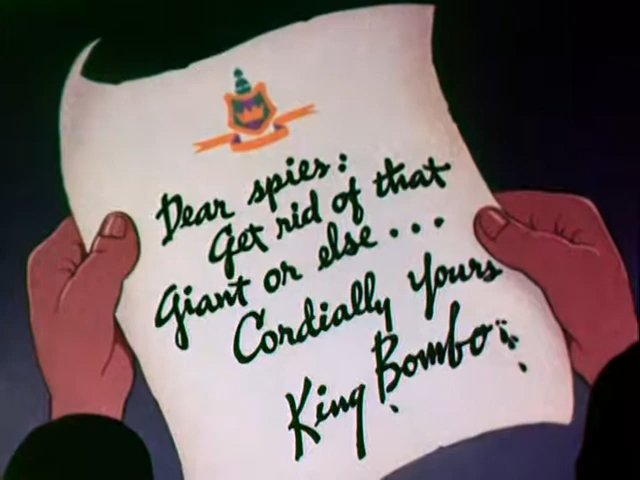 Dear spies:
Get rid of that
Giant or else...
Cordially Yours
King Bombo